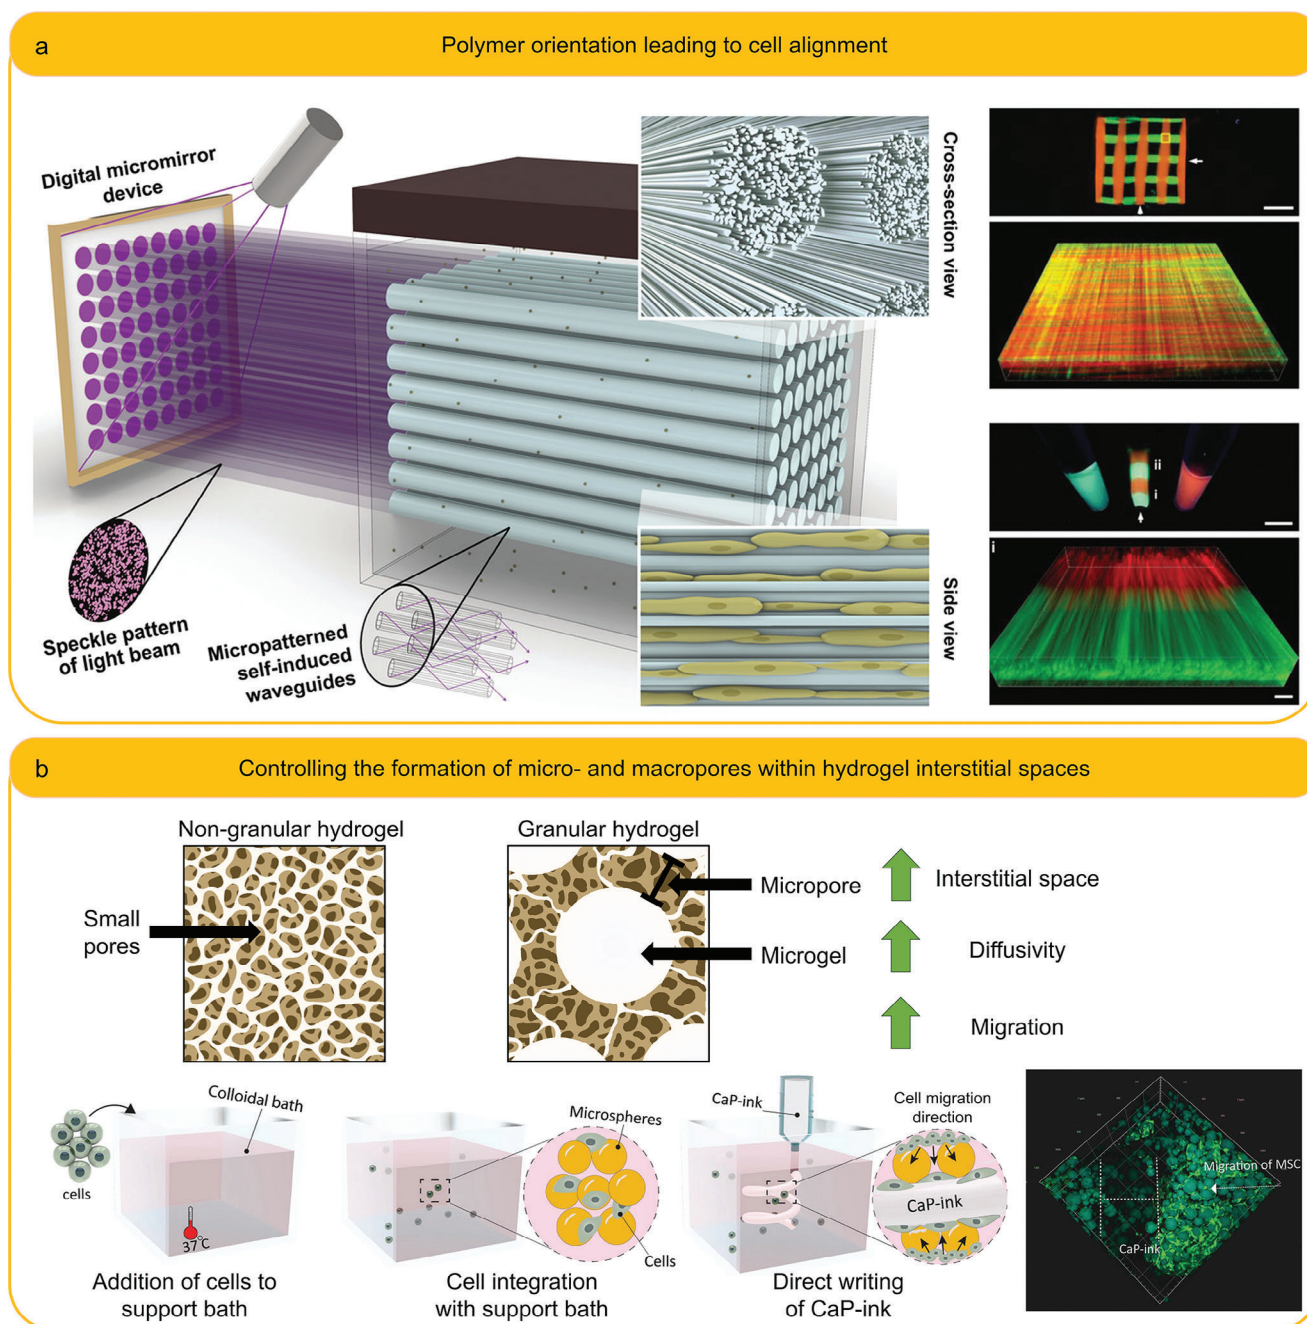 a
Polymer orientation leading to cell alignment
Digital micromirror
device
Speckle pattern
of light beam
Micropatterned
self-induced
waveguides
Cross-section view
Side view
ii
i
i
b
Controlling the formation of micro- and macropores within hydrogel interstitial spaces
Non-granular hydrogel
Small
pores
Granular hydrogel
Micropore
Microgel
Interstitial space
Diffusivity
Migration
cells
Colloidal bath
37°C
Addition of cells to
support bath
Microspheres
Cells
Cell integration
with support bath
CaP-ink
Cell migration
direction
CaP-ink
Direct writing
of CaP-ink
Migration of MSC
CaP-ink